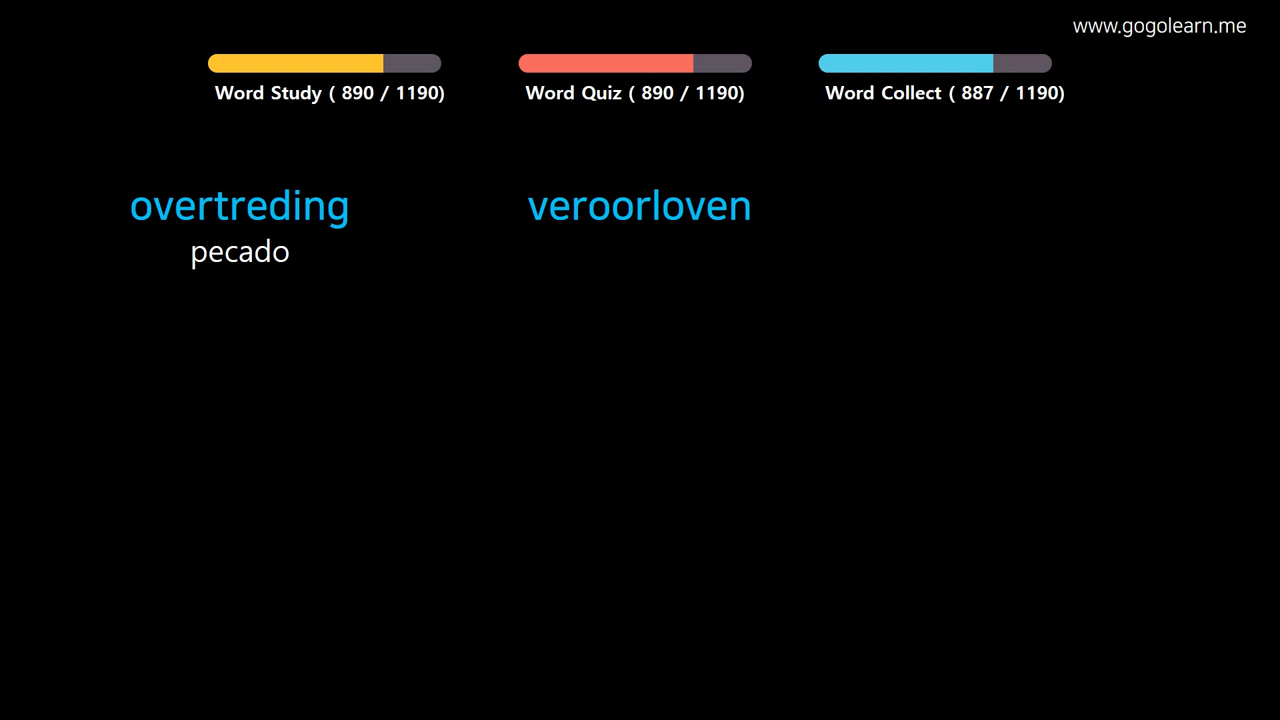 www.gogolearn.me
Word Study ( 890 / 1190)
Word Quiz ( 890 / 1190)
Word Collect ( 887 / 1190)
overtreding
veroorloven
pecado